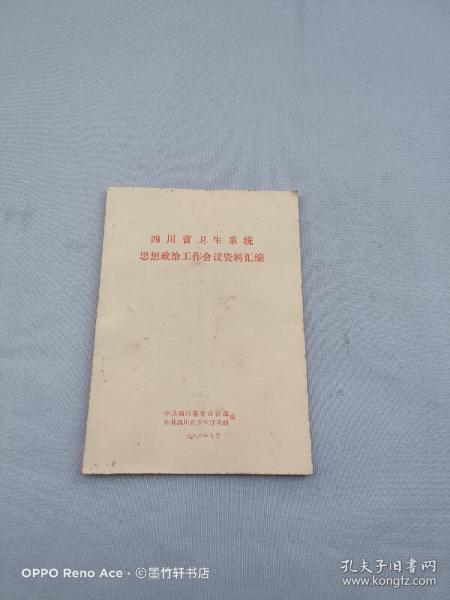 四川省卫生系统
思想政治工作会议资料汇编
中共四川省委宣传部
中共四川省卫生厅党组
编
一九八六年七月
OPPO Reno Ace · ©墨竹轩书店
孔夫子旧书网
www.kongfz.com